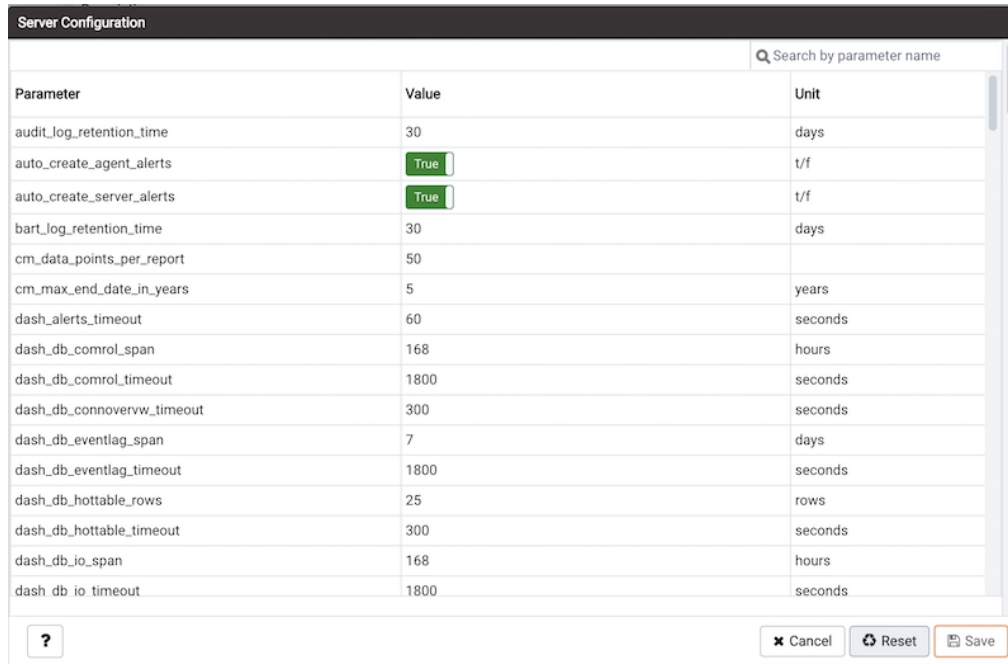 Server Configuration
Search by parameter name
Parameter Value Unit
audit_log_retention_time 30 days
auto_create_agent_alerts True t/f
auto_create_server_alerts True t/f
bart_log_retention_time 30 days
cm_data_points_per_report 50
cm_max_end_date_in_years 5 years
dash_alerts_timeout 60 seconds
dash_db_comrol_span 168 hours
dash_db_comrol_timeout 1800 seconds
dash_db_connovervw_timeout 300 seconds
dash_db_eventlag_span 7 days
dash_db_eventlag_timeout 1800 seconds
dash_db_hottable_rows 25 rows
dash_db_hottable_timeout 300 seconds
dash_db_io_span 168 hours
dash_db_io_timeout 1800 seconds
? Cancel Reset Save